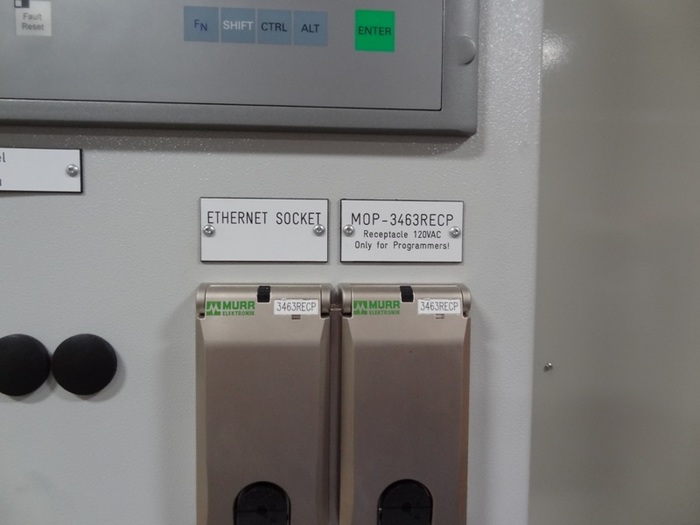 Fault
Reset
FN SHIFT CTRL ALT ENTER
ETHERNET SOCKET
MOP-3463RECP
Receptacle 120VAC
Only for Programmers!
MURR
ELEKTRONIK
3463RECP
MURR
ELEKTRONIK
3463RECP